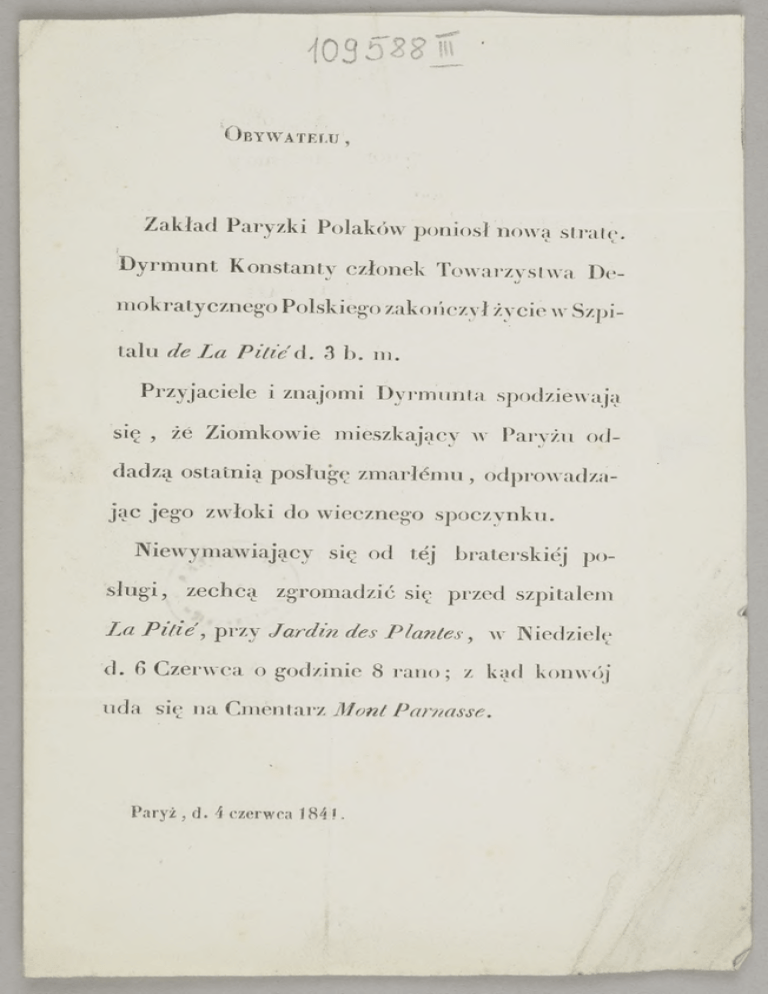 109588 III
Obywatelu,
Zakład Paryzki Polaków poniosł nową stratę.
Dyrmunt Konstanty członek Towarzystwa De-
mokratycznego Polskiego zakończył życie w Szpi-
talu de La Pitié d. 3 b. m.
Przyjaciele i znajomi Dyrmunta spodziewają
się, że Ziomkowie mieszkający w Paryżu od-
dadzą ostatnią posługę zmarłému, odprowadza-
jąc jego zwłoki do wiecznego spoczynku.
Niewymawiający się od téj braterskiéj po-
sługi, zechcą zgromadzić się przed szpitalem
La Pitié, przy Jardin des Plantes, w Niedzielę
d. 6 Czerwca o godzinie 8 rano; z kąd konwój
uda się na Cmentarz Mont Parnasse.
Paryż, d. 4 czerwca 1841.